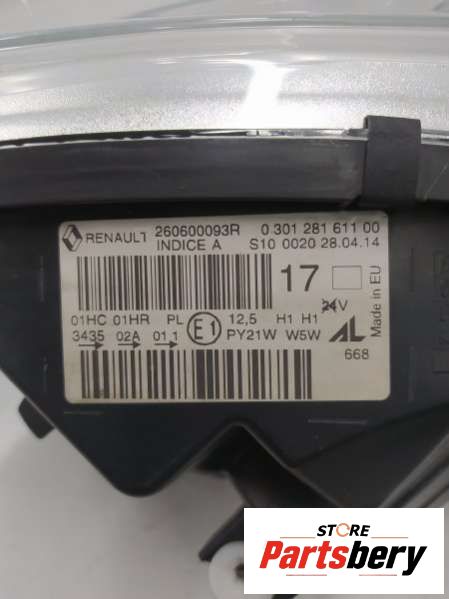 RENAULT 260600093R 0 301 281 611 00
INDICE A S10 0020 28.04.14
17
24V
Made in EU
01HC 01HR PL E1 12,5 H1 H1
3435 02A 01 1 PY21W W5W AL
668
STORE
Partsbery